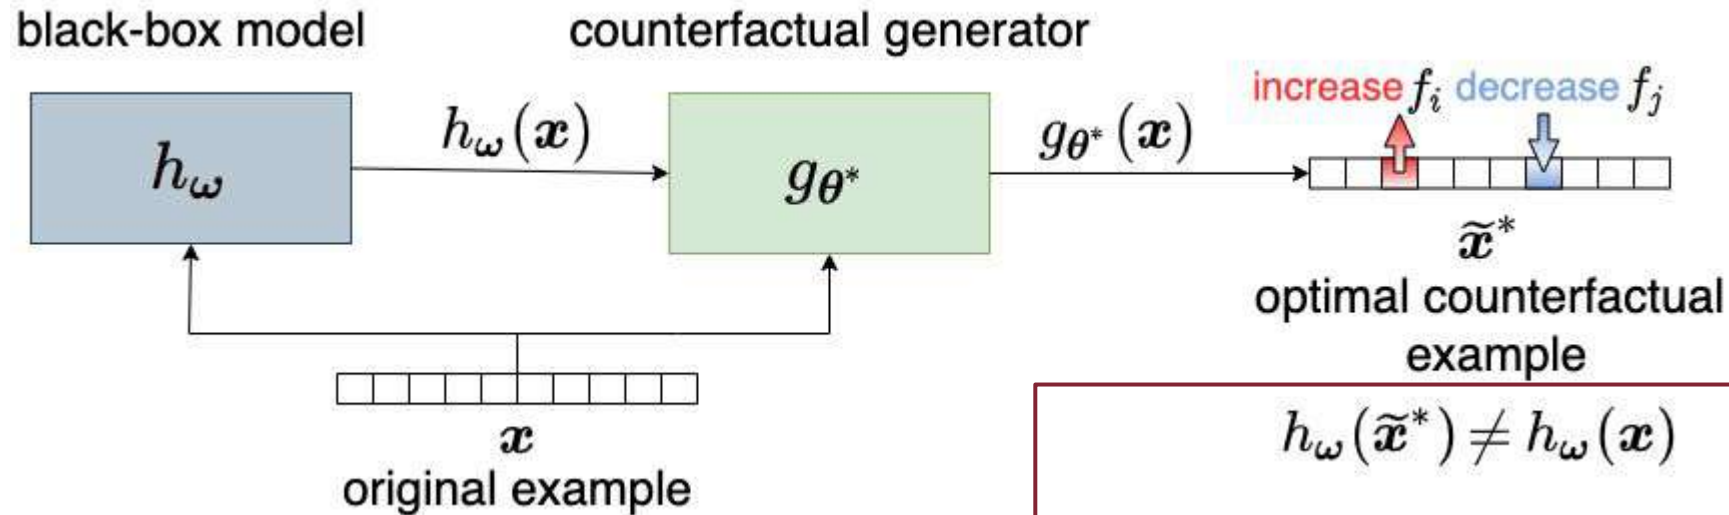 black-box model
counterfactual generator
increase f_i decrease f_j
h_ω
h_ω(x)
g_θ*
g_θ*(x)
x̃*
optimal counterfactual
example
x
original example
h_ω(x̃*) ≠ h_ω(x)